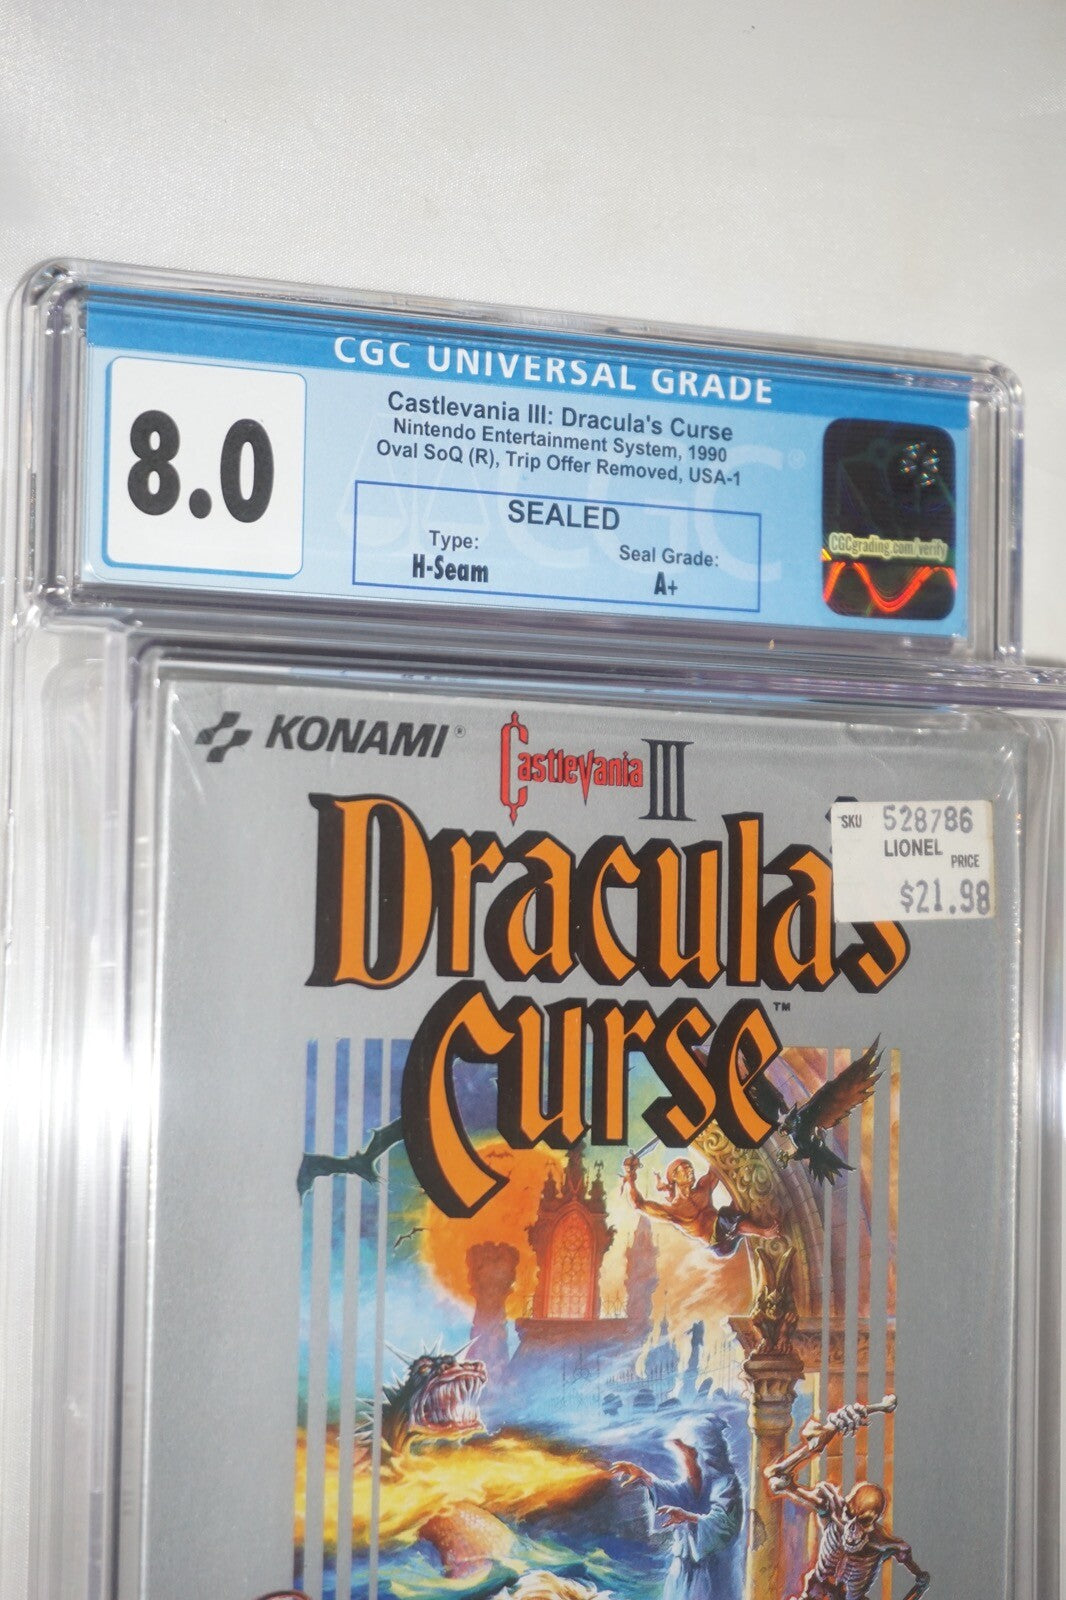 CGC UNIVERSAL GRADE
8.0
Castlevania III: Dracula's Curse
Nintendo Entertainment System, 1990
Oval SoQ (R), Trip Offer Removed, USA-1
CGC®
SEALED
Type:
H-Seam
Seal Grade:
A+
CGCgrading.com/verify
KONAMI®
Castlevania III
Dracula's
Curse™
SKU 528786
LIONEL
PRICE
$21.98